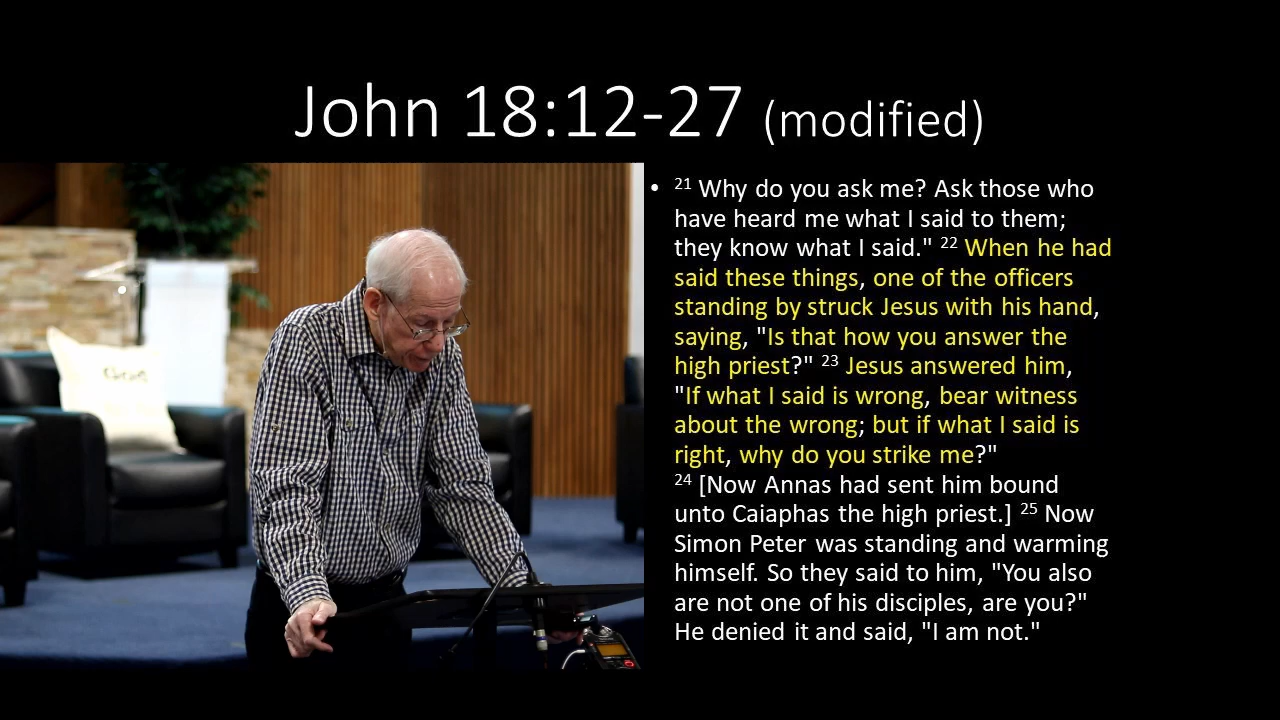 John 18:12-27 (modified)
• ²¹ Why do you ask me? Ask those who
have heard me what I said to them;
they know what I said." ²² When he had
said these things, one of the officers
standing by struck Jesus with his hand,
saying, "Is that how you answer the
high priest?" ²³ Jesus answered him,
"If what I said is wrong, bear witness
about the wrong; but if what I said is
right, why do you strike me?"
²⁴ [Now Annas had sent him bound
unto Caiaphas the high priest.] ²⁵ Now
Simon Peter was standing and warming
himself. So they said to him, "You also
are not one of his disciples, are you?"
He denied it and said, "I am not."